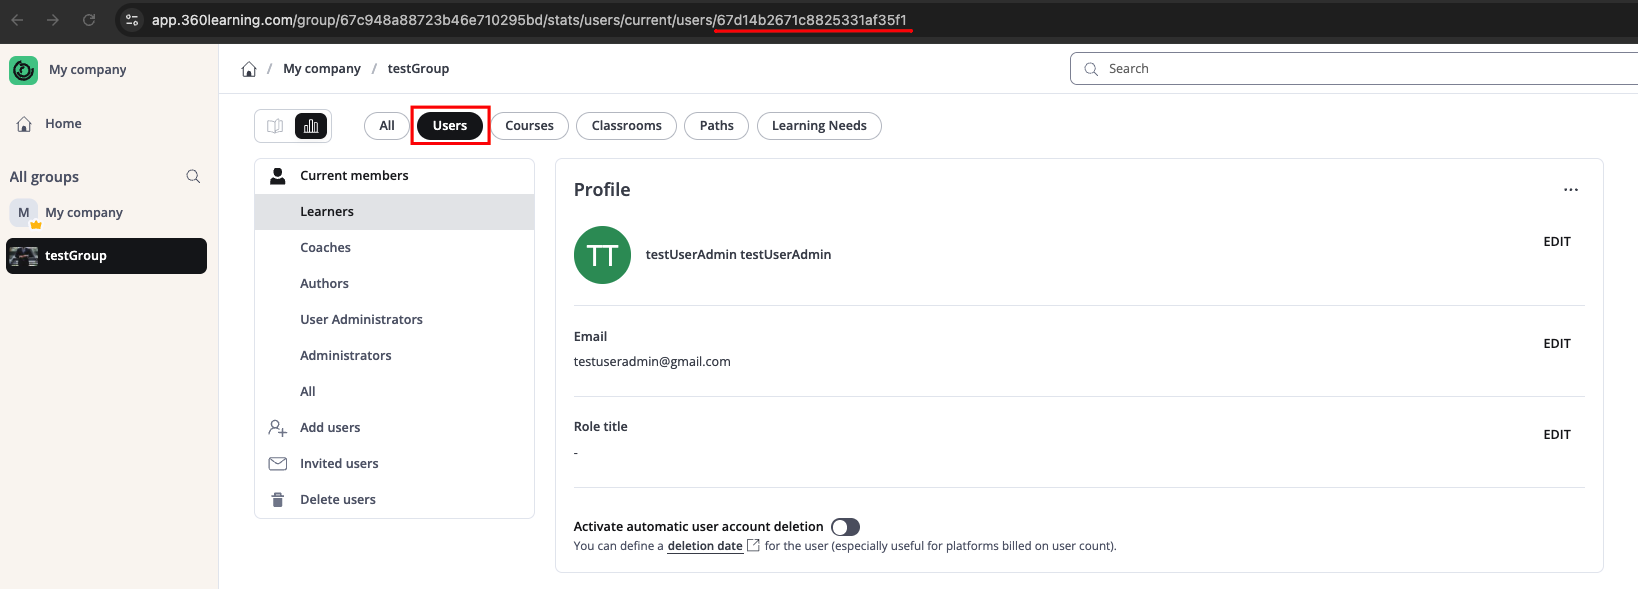 app.360learning.com/group/67c948a88723b46e710295bd/stats/users/current/users/67d14b2671c8825331af35f1
My company
Home
All groups
M My company
testGroup
/ My company / testGroup
Search
All Users Courses Classrooms Paths Learning Needs
Current members
Learners
Coaches
Authors
User Administrators
Administrators
All
Add users
Invited users
Delete users
Profile ...
TT testUserAdmin testUserAdmin EDIT
Email EDIT
testuseradmin@gmail.com
Role title EDIT
-
Activate automatic user account deletion
You can define a deletion date for the user (especially useful for platforms billed on user count).